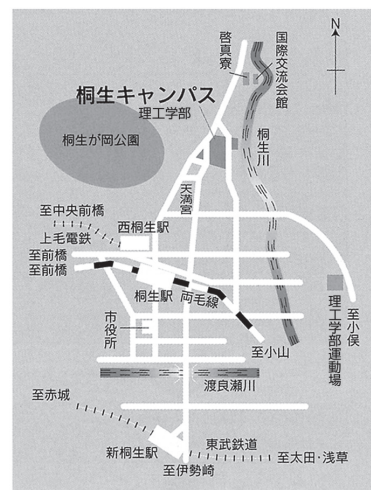 N
啓真寮
国際交流会館
桐生キャンパス
理工学部
桐生が岡公園
桐生川
天満宮
至中央前橋
西桐生駅
上毛電鉄
至前橋
至前橋
桐生駅
両毛線
市役所
至小山
理工学部運動場
至小俣
渡良瀬川
至赤城
新桐生駅
東武鉄道
至太田・浅草
至伊勢崎